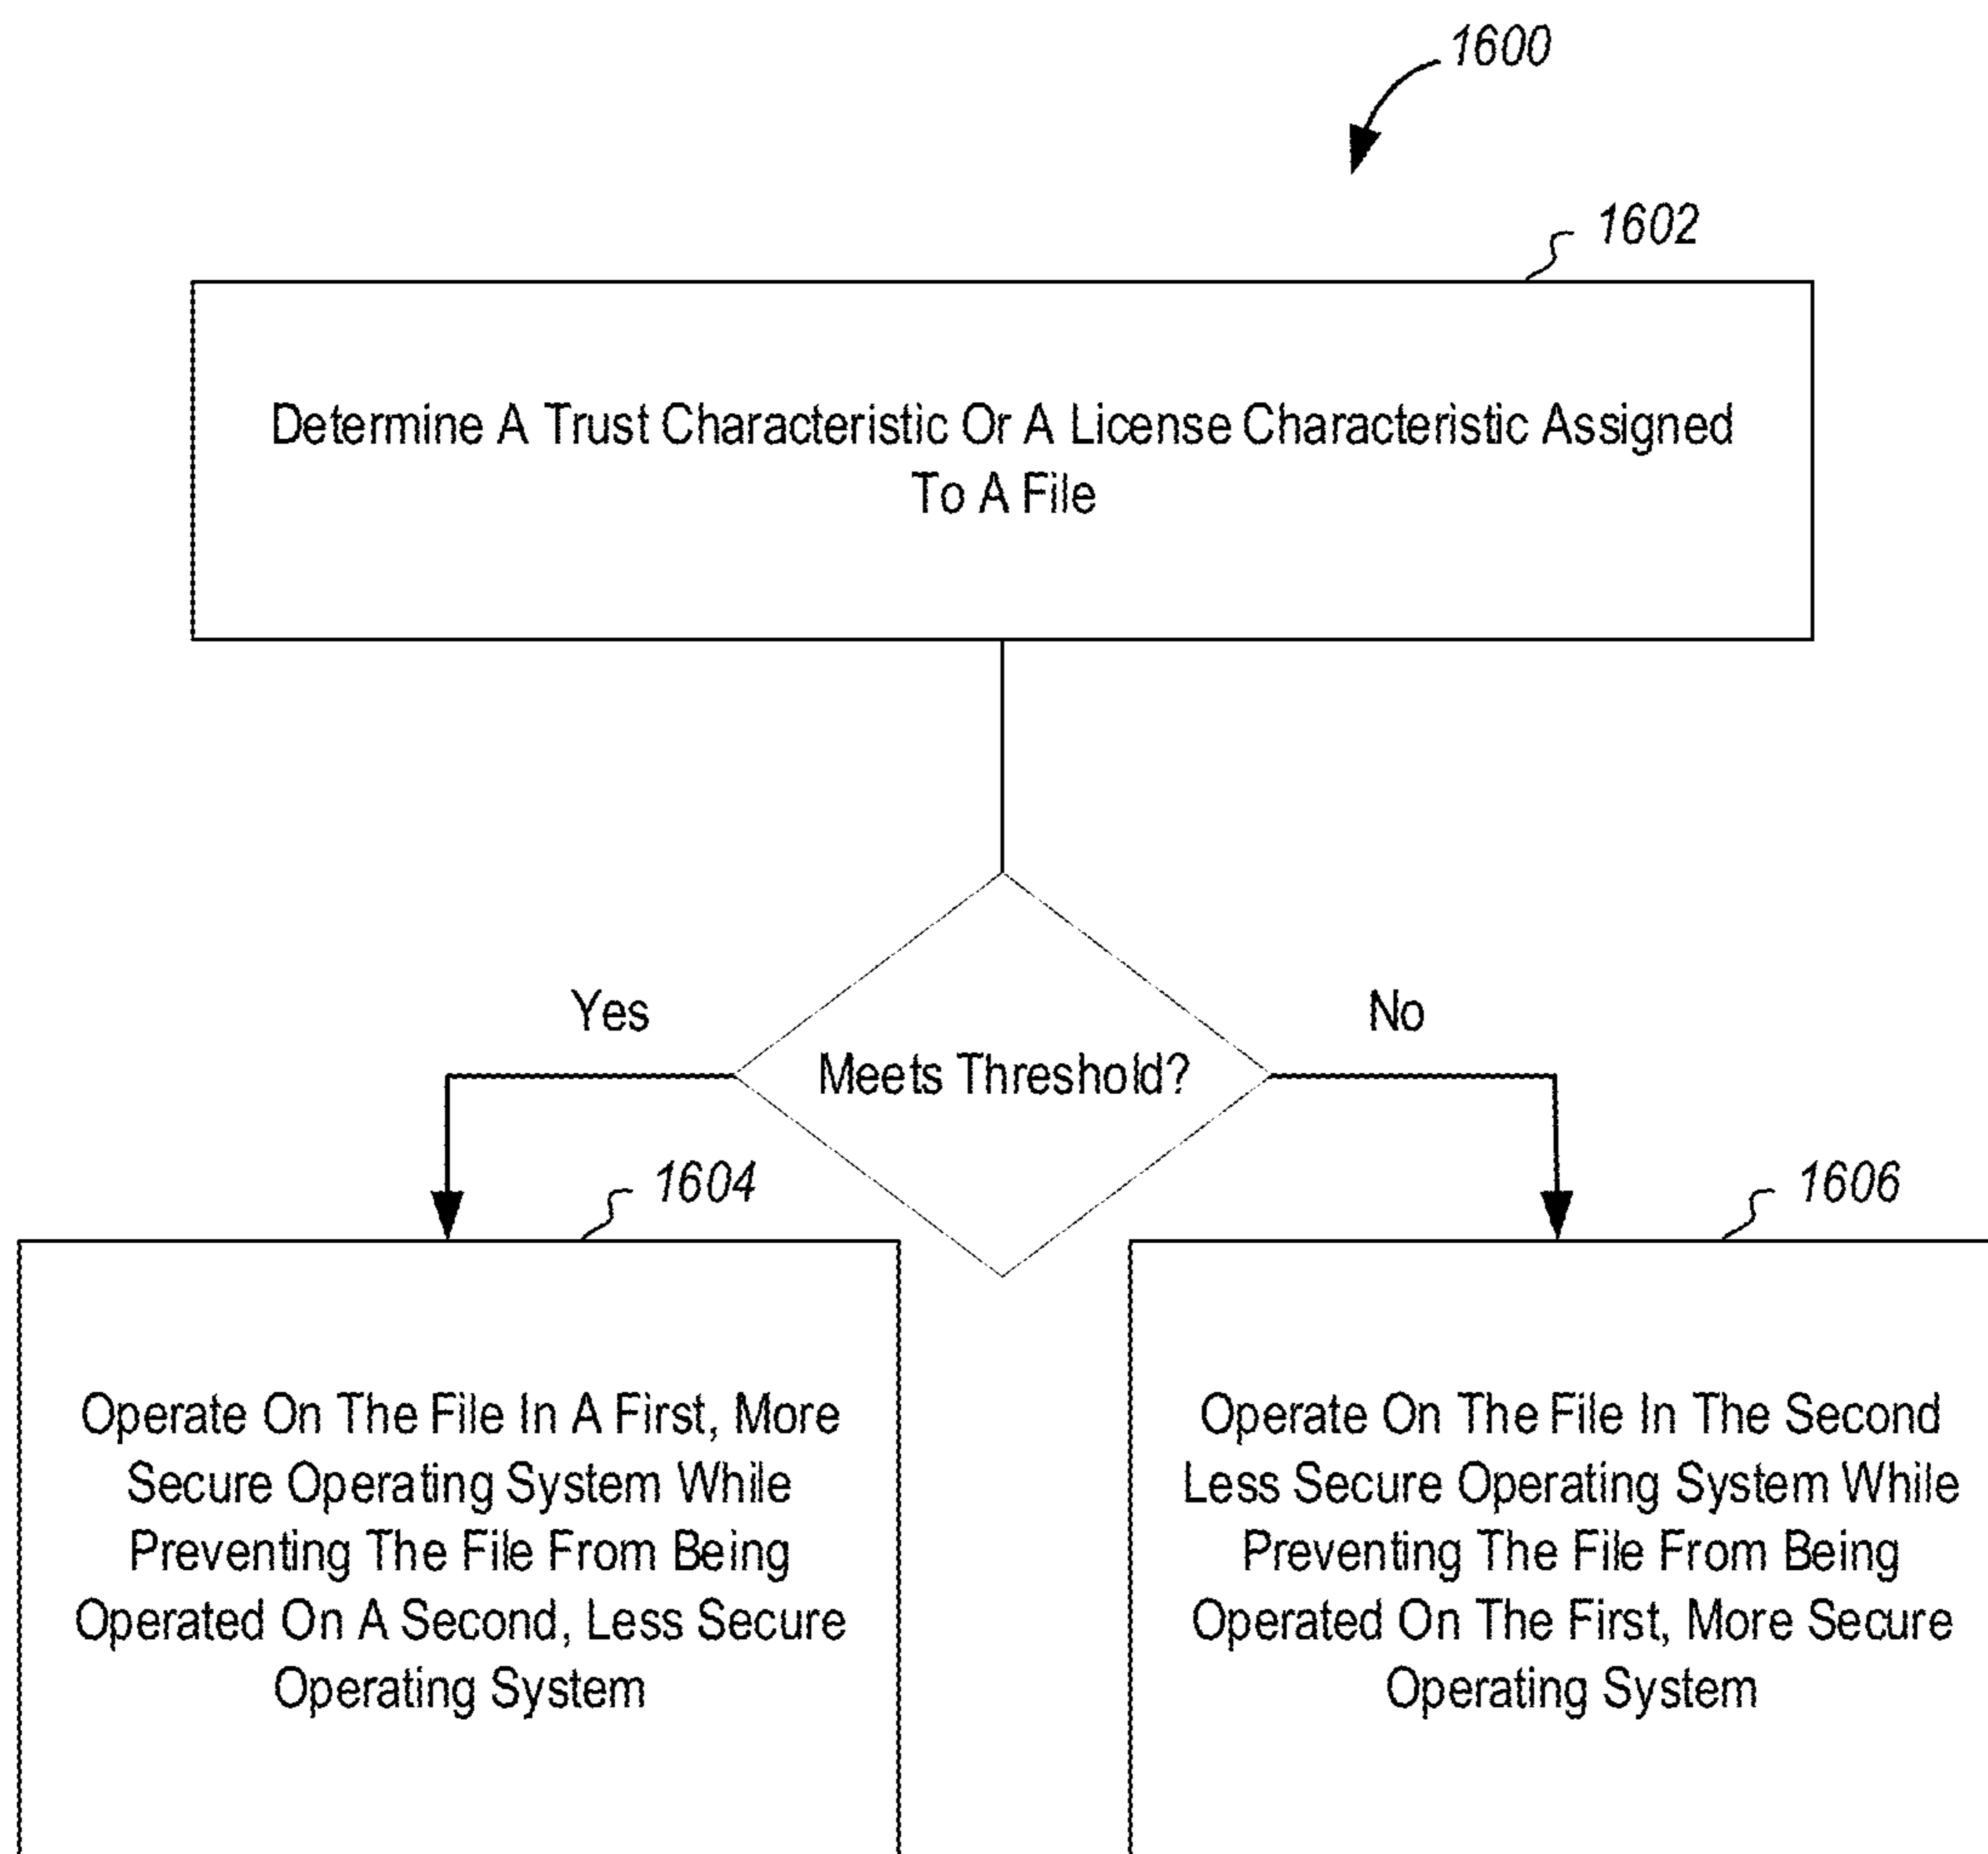 1600
1602
Determine A Trust Characteristic Or A License Characteristic Assigned
To A File
Yes
No
Meets Threshold?
1604
1606
Operate On The File In A First, More
Secure Operating System While
Preventing The File From Being
Operated On A Second, Less Secure
Operating System
Operate On The File In The Second
Less Secure Operating System While
Preventing The File From Being
Operated On The First, More Secure
Operating System